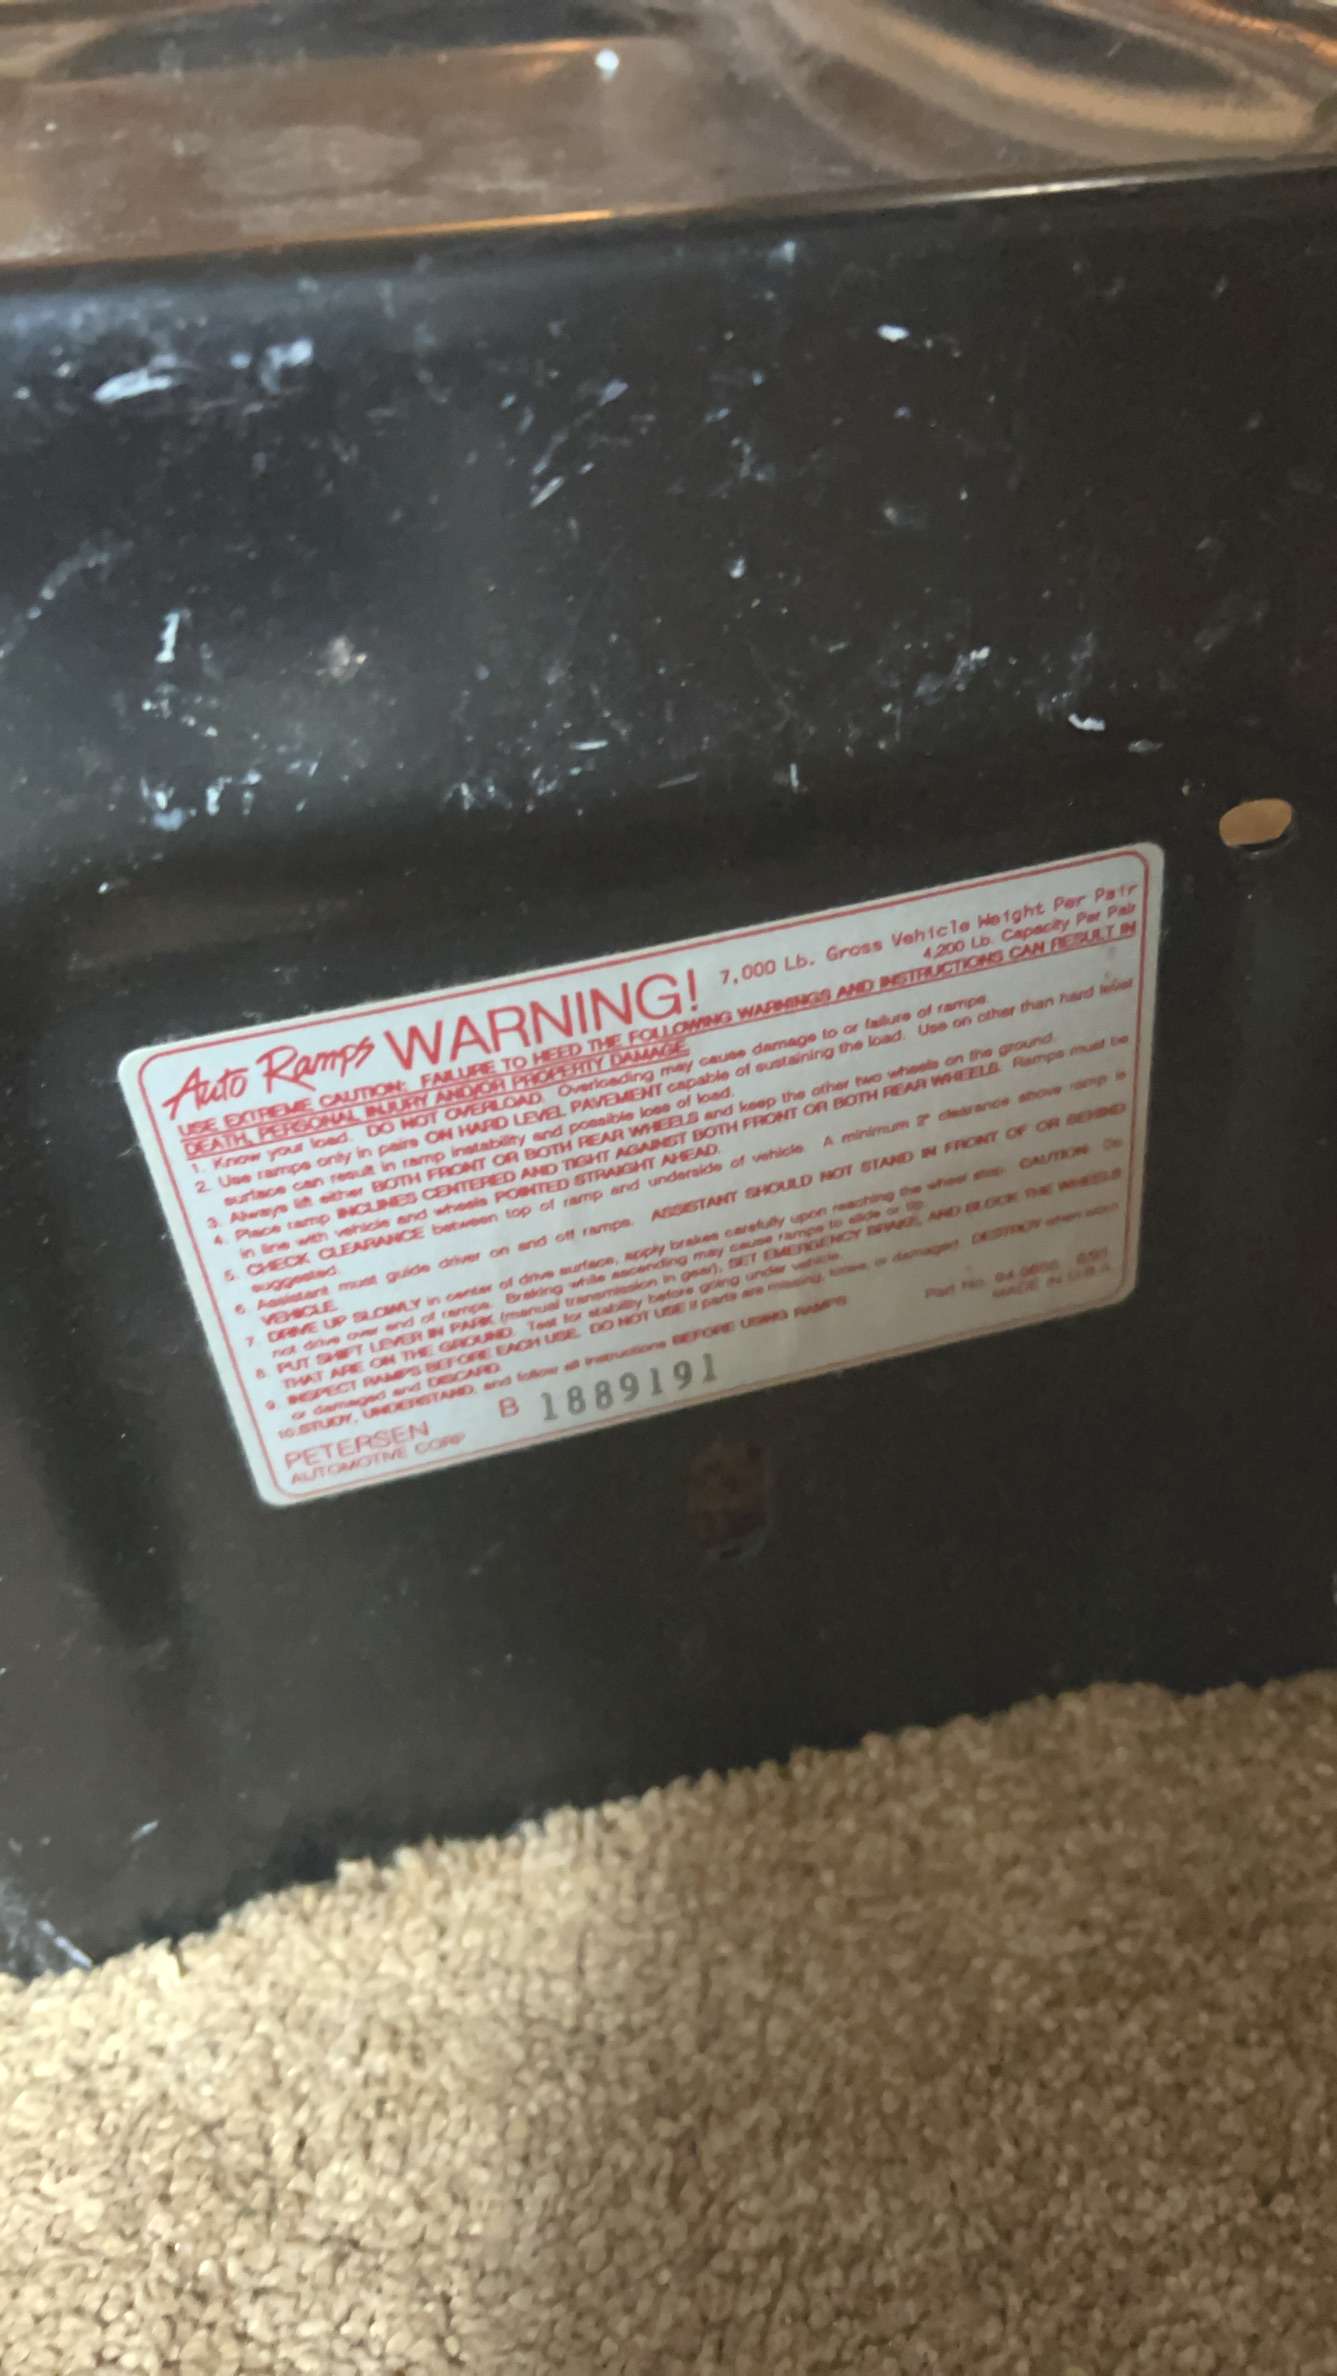 Auto Ramps WARNING! 7,000 Lb. Gross Vehicle Weight Per Pair
4,200 Lb. Capacity Per Pair
USE EXTREME CAUTION: FAILURE TO HEED THE FOLLOWING WARNINGS AND INSTRUCTIONS CAN RESULT IN
DEATH, PERSONAL INJURY AND/OR PROPERTY DAMAGE.
1. Know your load. DO NOT OVERLOAD. Overloading may cause damage to or failure of ramps.
2. Use ramps only in pairs ON HARD LEVEL PAVEMENT capable of sustaining the load. Use on other than hard level
surface can result in ramp instability and possible loss of load.
3. Always lift either BOTH FRONT OR BOTH REAR WHEELS and keep the other two wheels on the ground.
4. Place ramp INCLINES CENTERED AND TIGHT AGAINST BOTH FRONT OR BOTH REAR WHEELS. Ramps must be
in line with vehicle and wheels POINTED STRAIGHT AHEAD.
5. CHECK CLEARANCE between top of ramp and underside of vehicle. A minimum 2" clearance above ramp is
suggested.
6. Assistant must guide driver on and off ramps. ASSISTANT SHOULD NOT STAND IN FRONT OF OR BEHIND
VEHICLE.
7. DRIVE UP SLOWLY in center of drive surface, apply brakes carefully upon reaching the wheel stop. CAUTION: Do
not drive over end of ramps. Braking while ascending may cause ramps to slide or tip.
8. PUT SHIFT LEVER IN PARK (manual transmission in gear), SET EMERGENCY BRAKE, AND BLOCK THE WHEELS
THAT ARE ON THE GROUND. Test for stability before going under vehicle.
9. INSPECT RAMPS BEFORE EACH USE. DO NOT USE if parts are missing, loose, or damaged. DESTROY when worn
or damaged and DISCARD.
10. STUDY, UNDERSTAND, and follow all instructions BEFORE USING RAMPS
Part No.
MADE IN U.S.A.
PETERSEN B 1889191
AUTOMOTIVE CORP